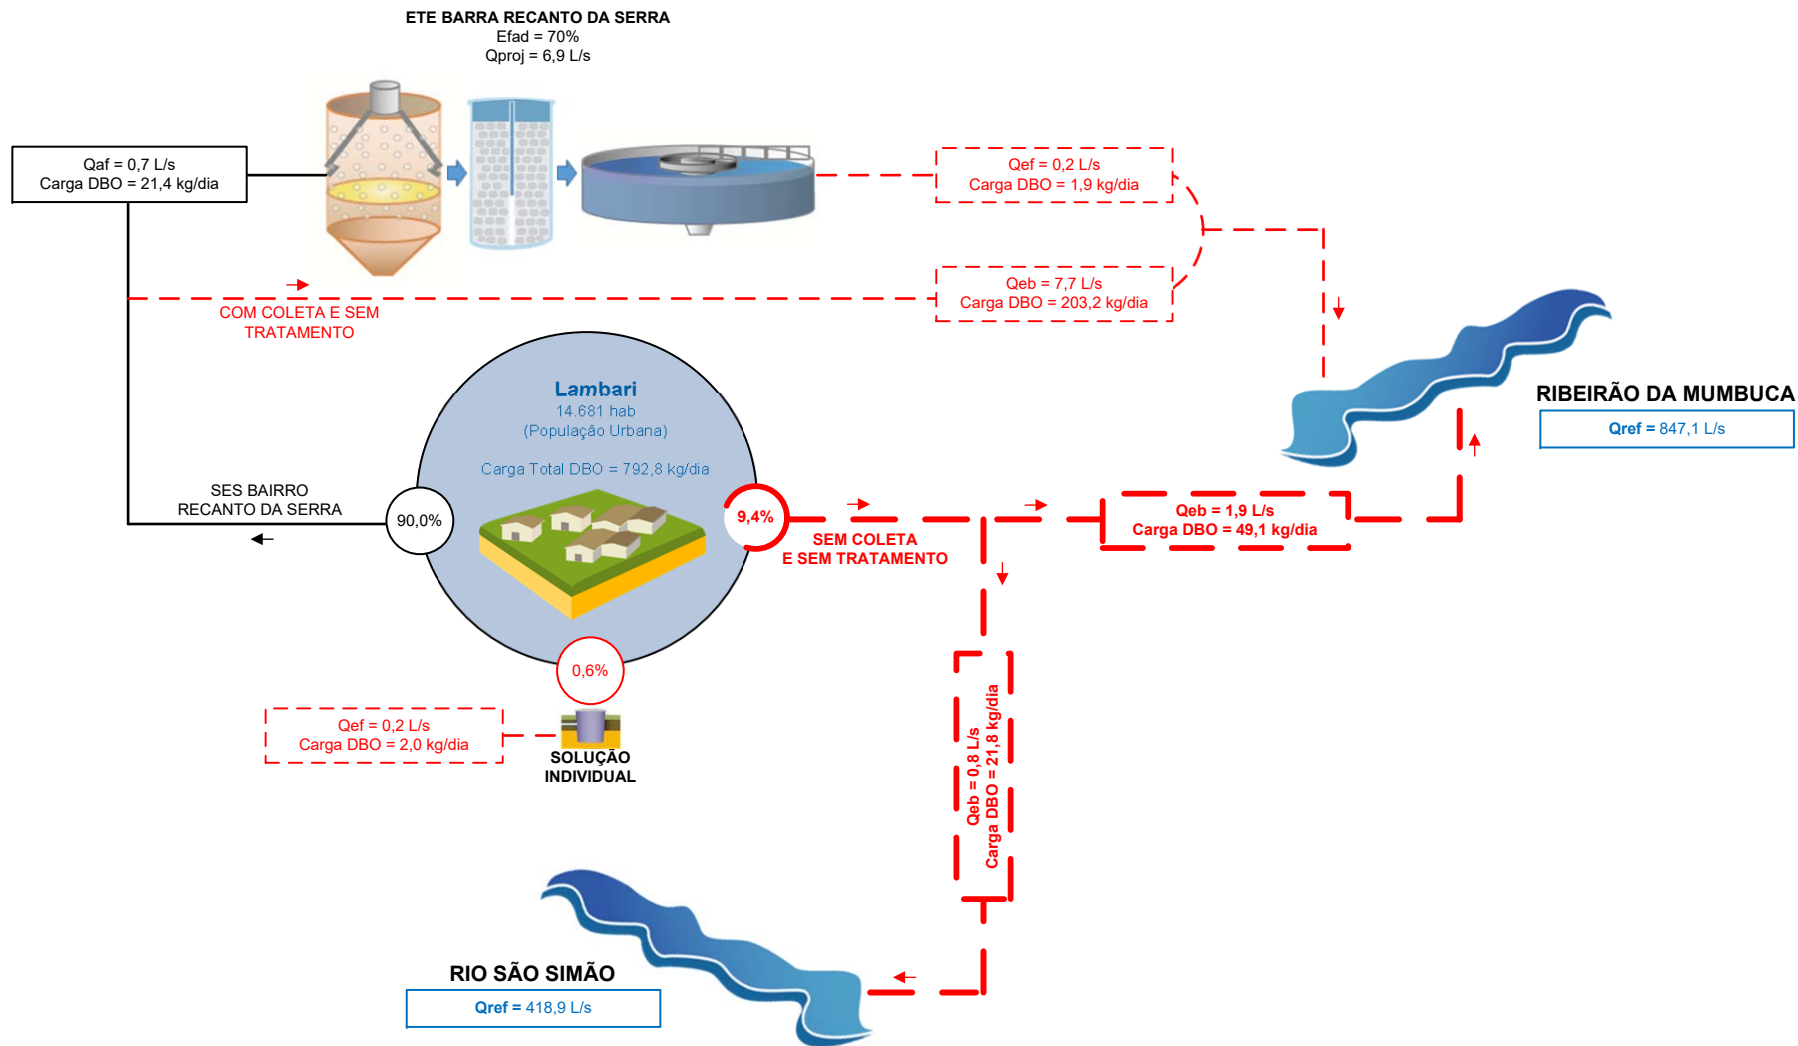 ETE BARRA RECANTO DA SERRA
Efad = 70%
Qproj = 6,9 L/s
Qaf = 0,7 L/s
Carga DBO = 21,4 kg/dia
Qef = 0,2 L/s
Carga DBO = 1,9 kg/dia
Qeb = 7,7 L/s
Carga DBO = 203,2 kg/dia
COM COLETA E SEM
TRATAMENTO
Lambari
14.681 hab
(População Urbana)
Carga Total DBO = 792,8 kg/dia
RIBEIRÃO DA MUMBUCA
Qref = 847,1 L/s
SES BAIRRO
RECANTO DA SERRA
90,0%
9,4%
SEM COLETA
E SEM TRATAMENTO
Qeb = 1,9 L/s
Carga DBO = 49,1 kg/dia
0,6%
Qef = 0,2 L/s
Carga DBO = 2,0 kg/dia
SOLUÇÃO
INDIVIDUAL
Qeb = 0,8 L/s
Carga DBO = 21,8 kg/dia
RIO SÃO SIMÃO
Qref = 418,9 L/s